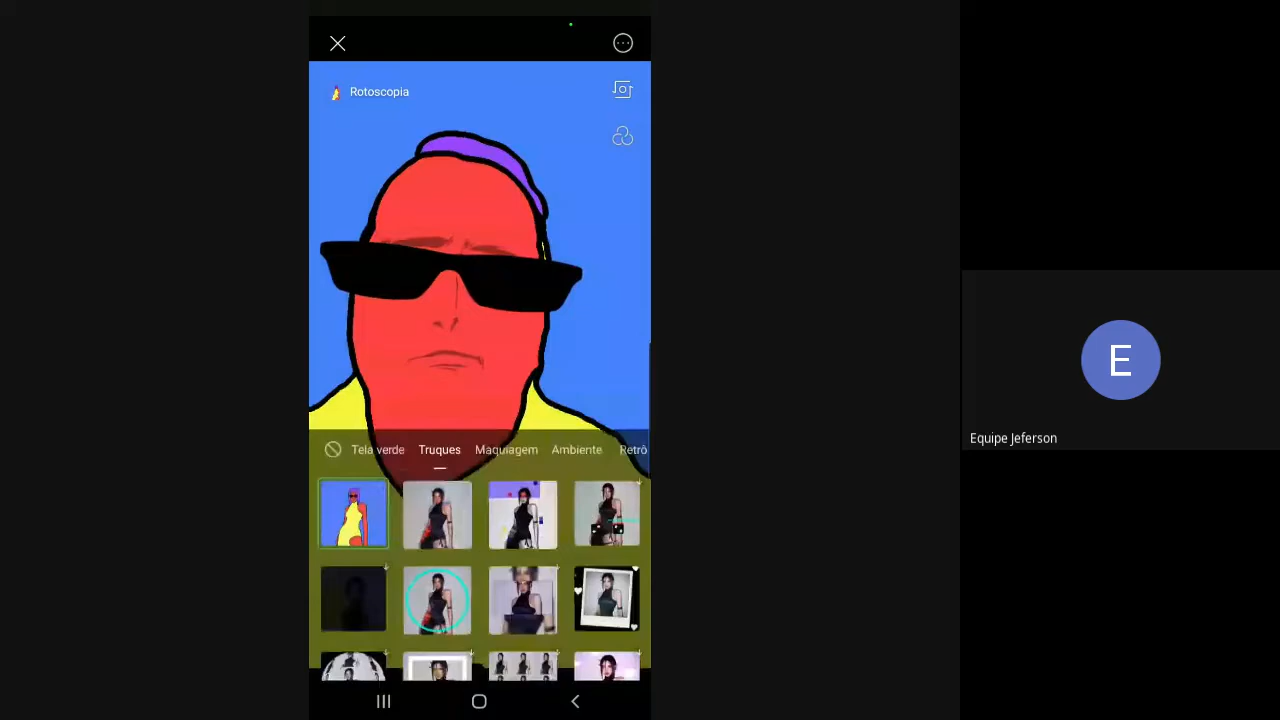 Rotoscopia
Tela verde Truques Maquiagem Ambiente Retrô
E
Equipe Jeferson